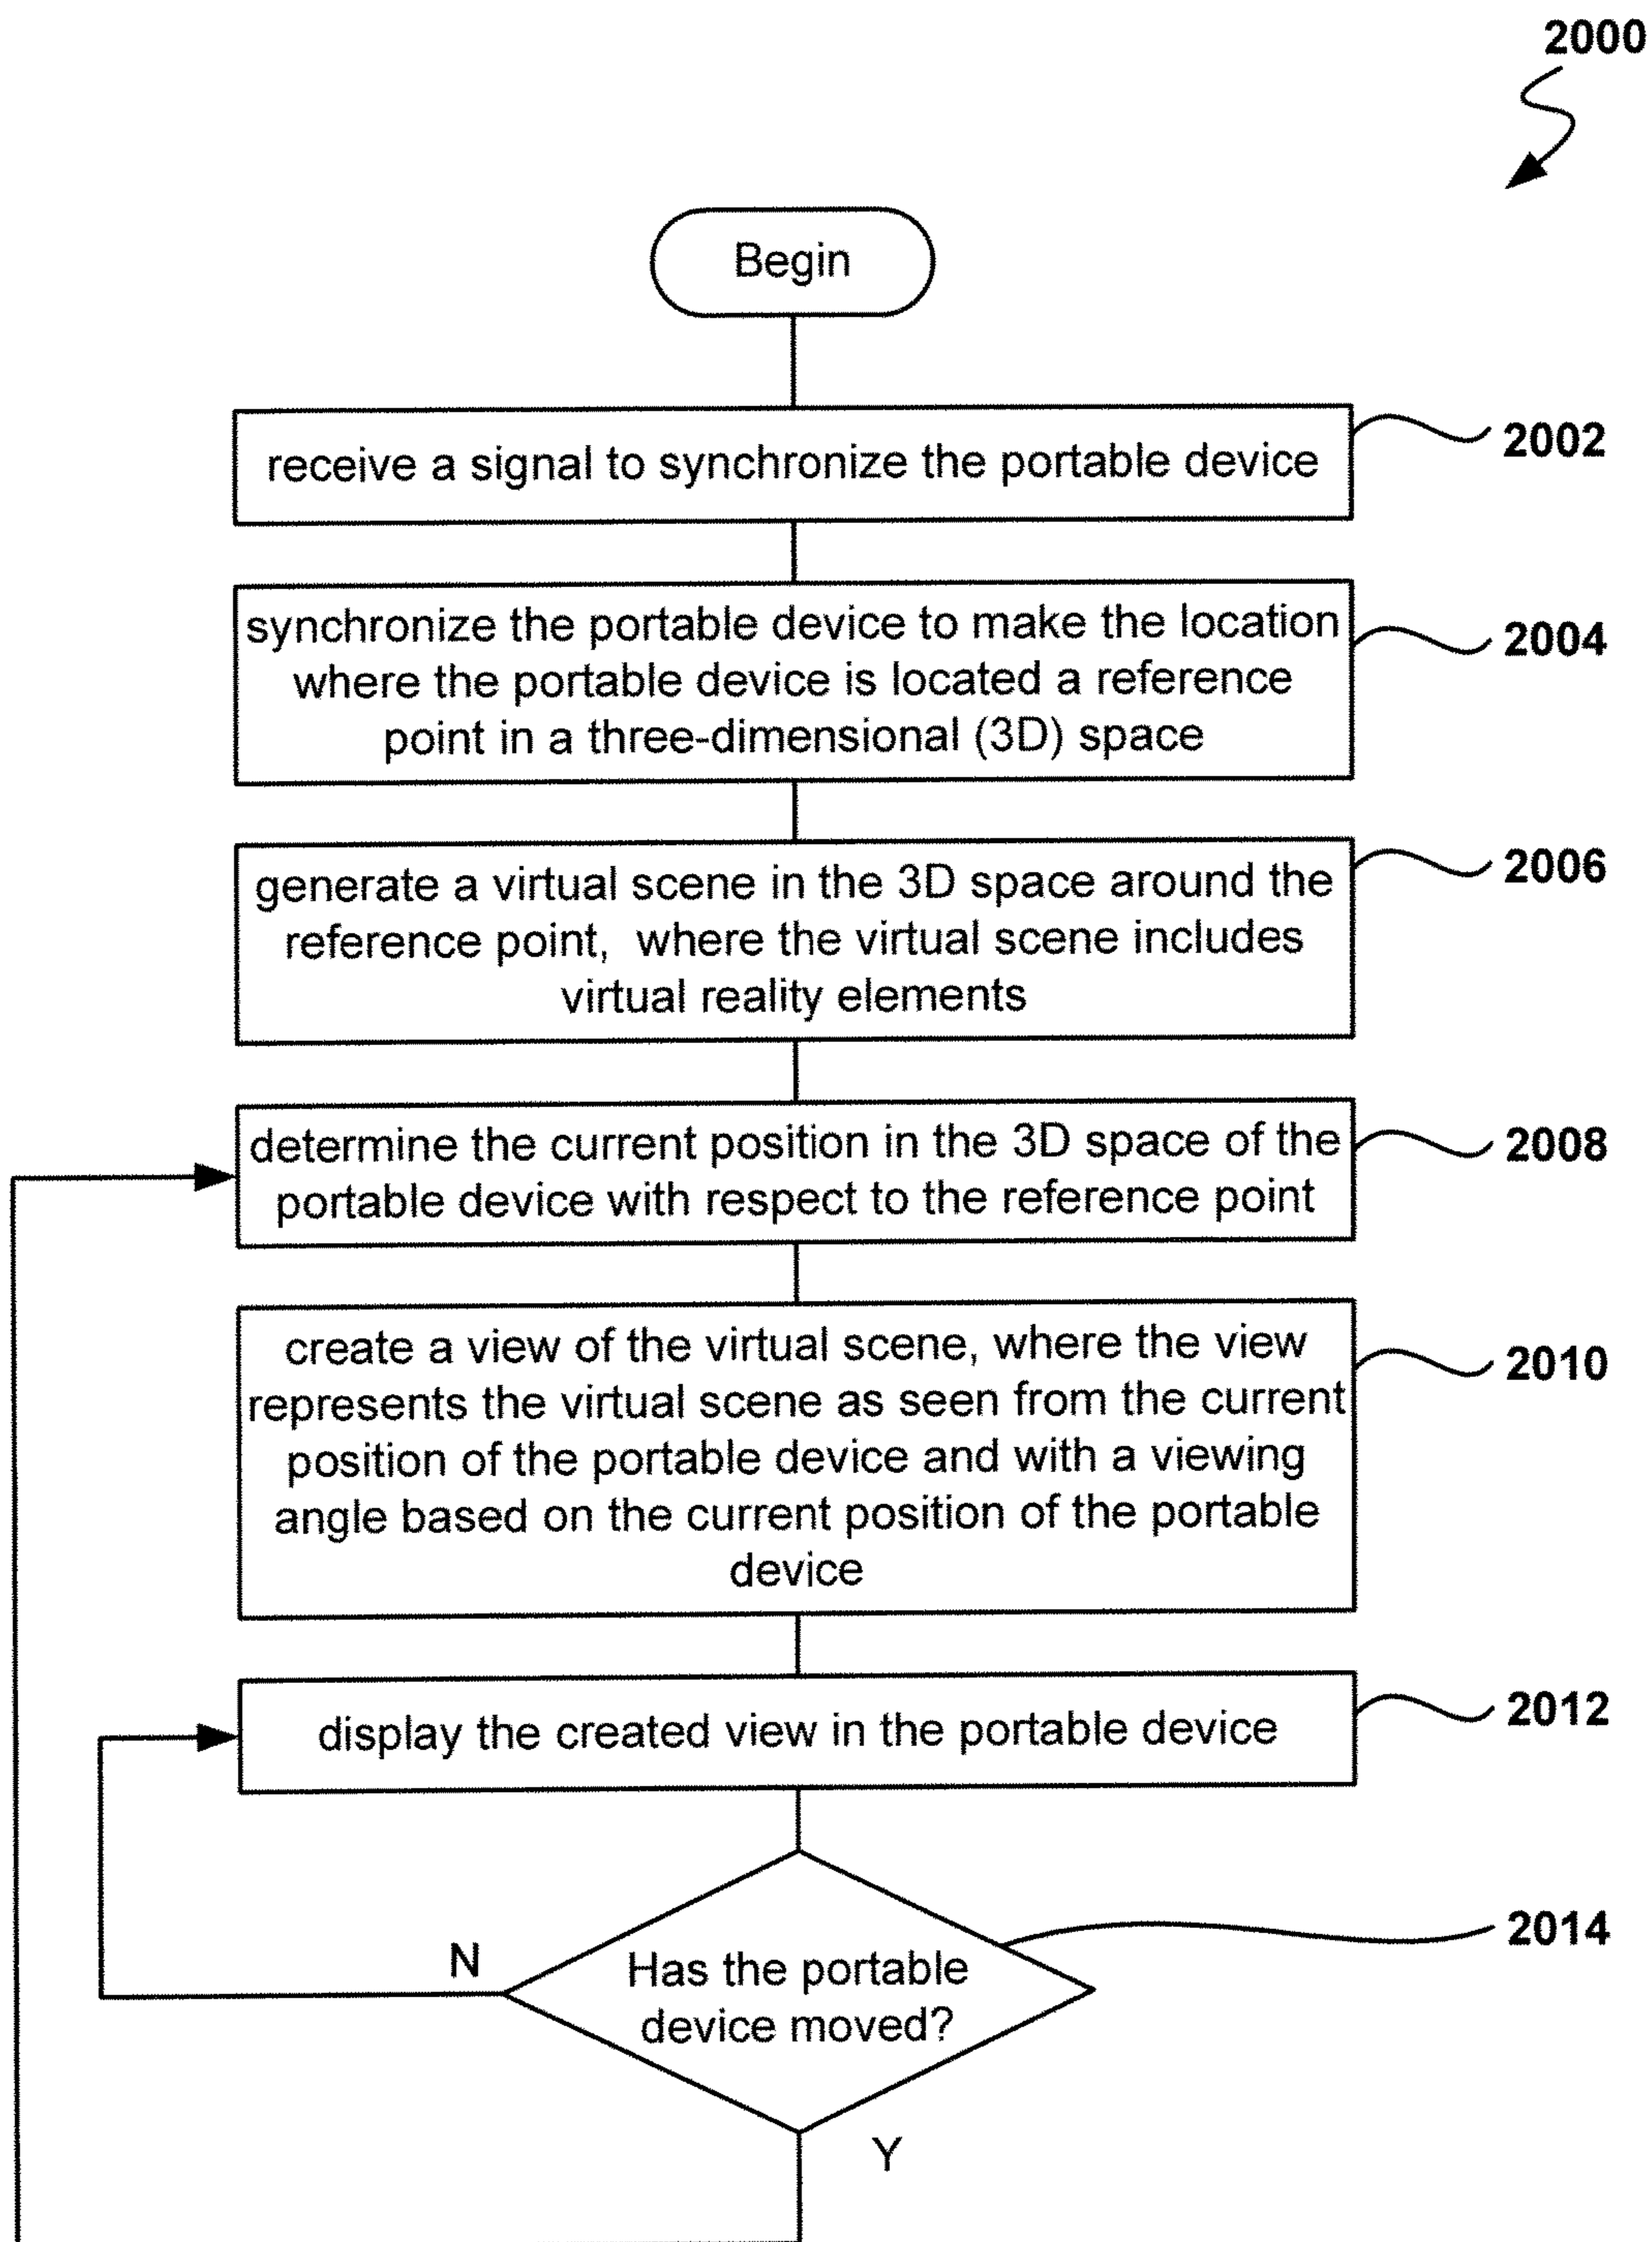 2000
Begin
receive a signal to synchronize the portable device
2002
synchronize the portable device to make the location
where the portable device is located a reference
point in a three-dimensional (3D) space
2004
generate a virtual scene in the 3D space around the
reference point, where the virtual scene includes
virtual reality elements
2006
determine the current position in the 3D space of the
portable device with respect to the reference point
2008
create a view of the virtual scene, where the view
represents the virtual scene as seen from the current
position of the portable device and with a viewing
angle based on the current position of the portable
device
2010
display the created view in the portable device
2012
Has the portable
device moved?
2014
N
Y